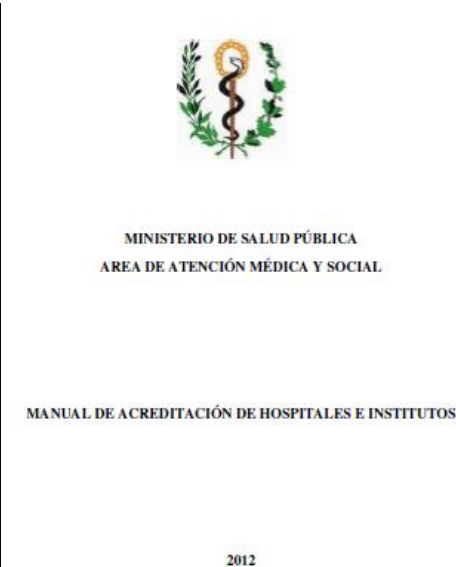 MINISTERIO DE SALUD PÚBLICA
AREA DE ATENCIÓN MÉDICA Y SOCIAL
MANUAL DE ACREDITACIÓN DE HOSPITALES E INSTITUTOS
2012